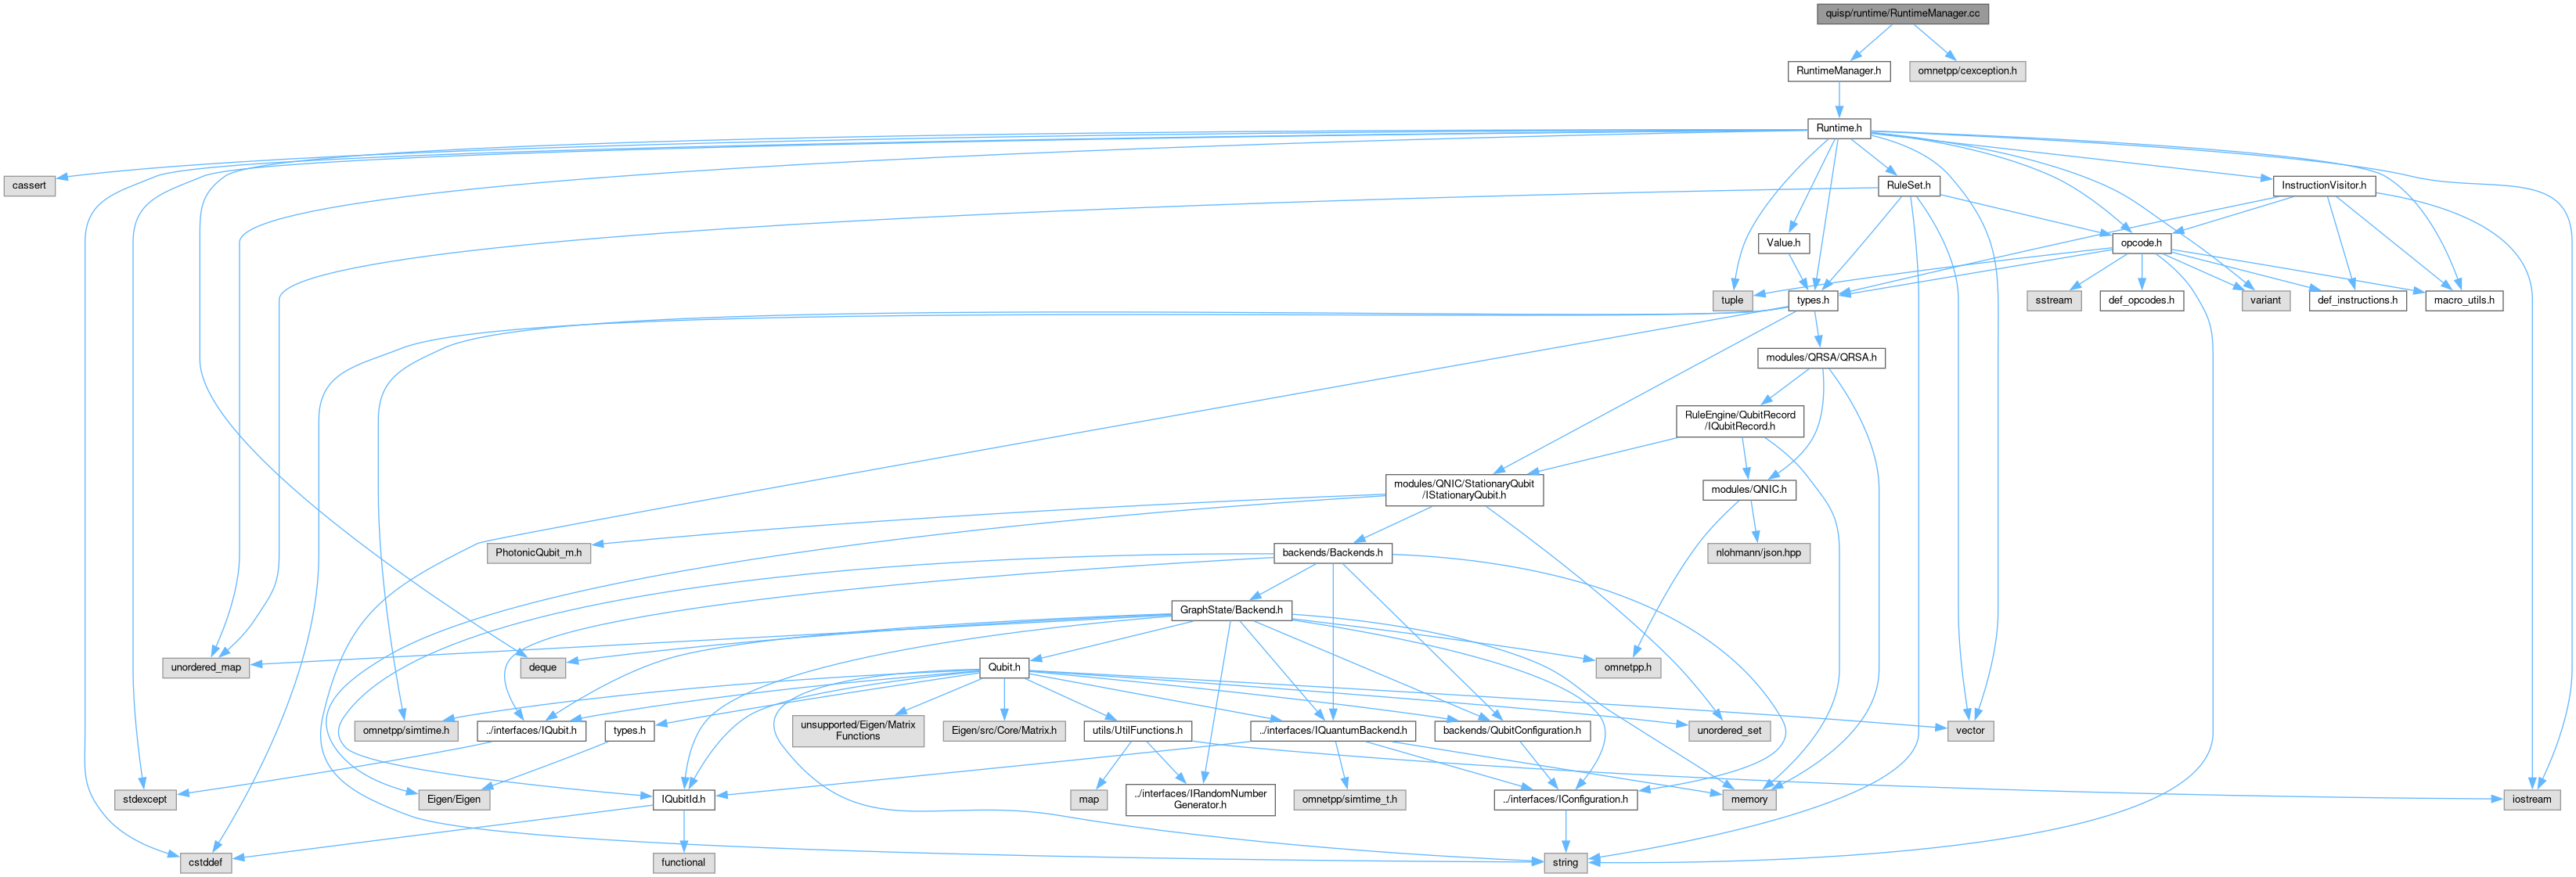 quisp/runtime/RuntimeManager.cc
RuntimeManager.h
omnetpp/cexception.h
Runtime.h
cassert
RuleSet.h
InstructionVisitor.h
Value.h
opcode.h
tuple
types.h
sstream
def_opcodes.h
variant
def_instructions.h
macro_utils.h
modules/QRSA/QRSA.h
RuleEngine/QubitRecord
/IQubitRecord.h
modules/QNIC/StationaryQubit
/IStationaryQubit.h
modules/QNIC.h
PhotonicQubit_m.h
backends/Backends.h
nlohmann/json.hpp
GraphState/Backend.h
unordered_map
deque
Qubit.h
omnetpp.h
omnetpp/simtime.h
../interfaces/IQubit.h
types.h
unsupported/Eigen/Matrix
Functions
Eigen/src/Core/Matrix.h
utils/UtilFunctions.h
../interfaces/IQuantumBackend.h
backends/QubitConfiguration.h
unordered_set
vector
stdexcept
Eigen/Eigen
IQubitId.h
map
../interfaces/IRandomNumber
Generator.h
omnetpp/simtime_t.h
../interfaces/IConfiguration.h
memory
iostream
cstddef
functional
string